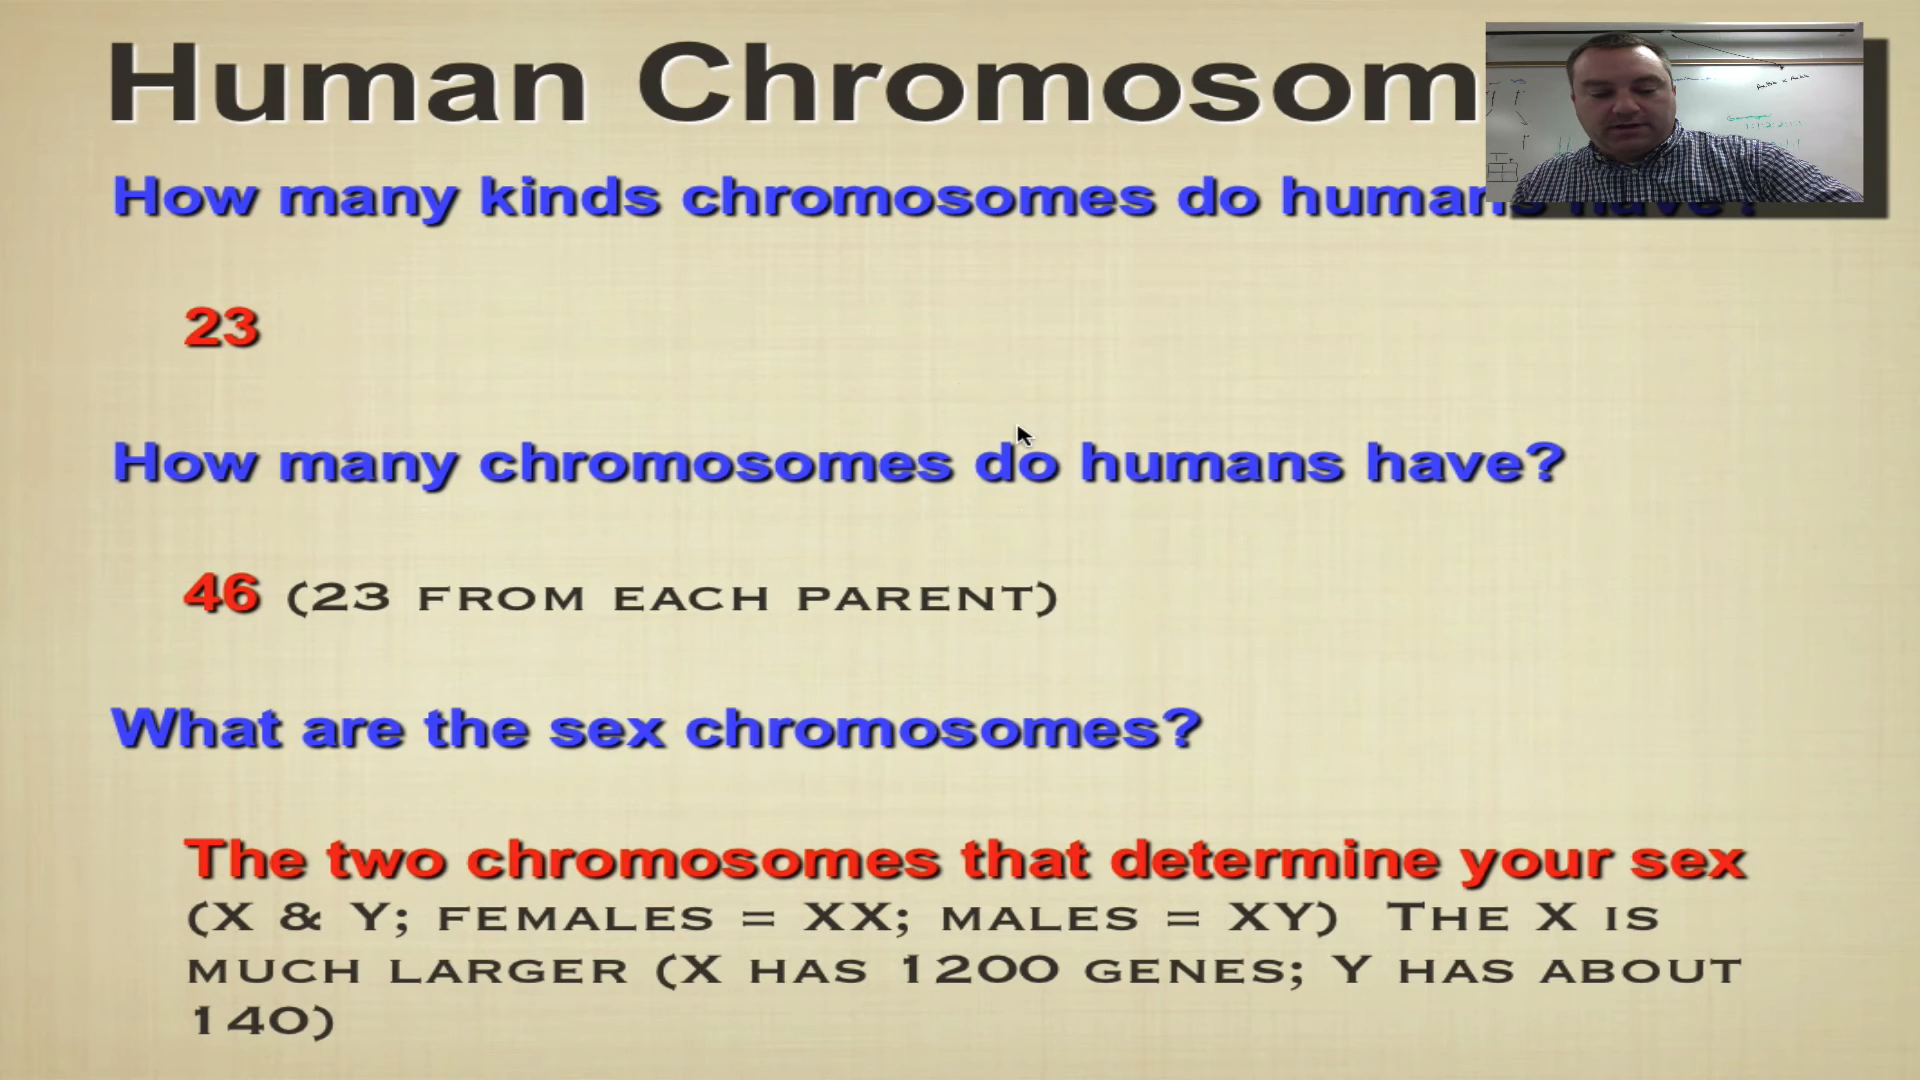 Human Chromosom
How many kinds chromosomes do humans have?
23
How many chromosomes do humans have?
46 (23 FROM EACH PARENT)
What are the sex chromosomes?
The two chromosomes that determine your sex
(X & Y; FEMALES = XX; MALES = XY) THE X IS
MUCH LARGER (X HAS 1200 GENES; Y HAS ABOUT
140)